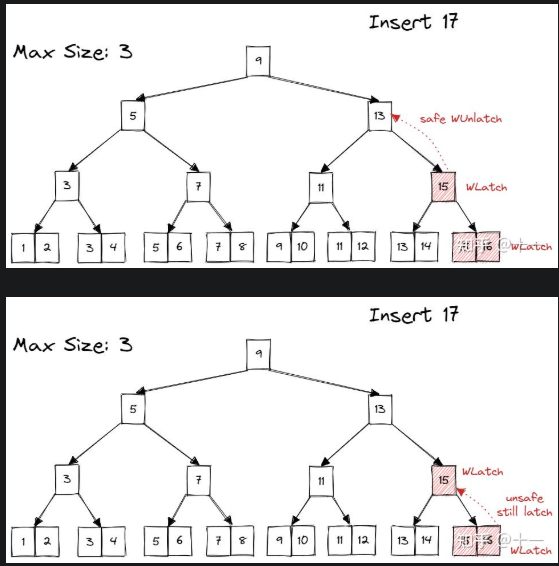 Insert 17
Max Size: 3
9
5
13
safe WUnlatch
3
7
11
15
WLatch
1 2 3 4 5 6 7 8 9 10 11 12 13 14 16
知乎 @十一
WLatch
Insert 17
Max Size: 3
9
5
13
3
7
11
15
WLatch
unsafe
still latch
1 2 3 4 5 6 7 8 9 10 11 12 13 14 15
知乎 @十一
WLatch